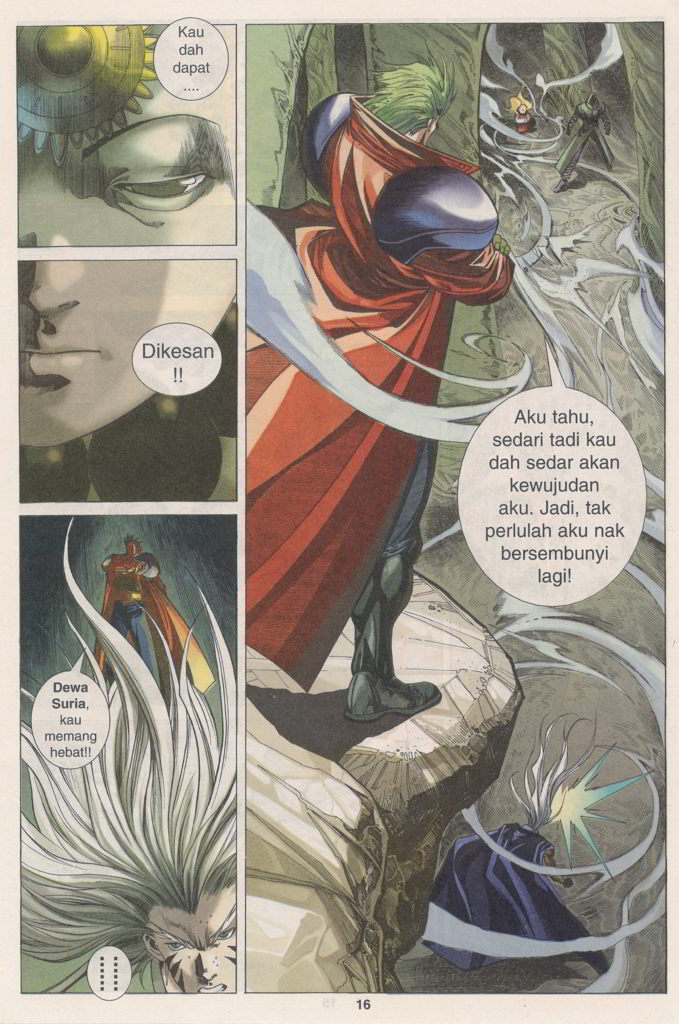 Kau
dah
dapat
....
Dikesan
!!
Dewa
Suria,
kau
memang
hebat!!
Aku tahu,
sedari tadi kau
dah sedar akan
kewujudan
aku. Jadi, tak
perlulah aku nak
bersembunyi
lagi!
16